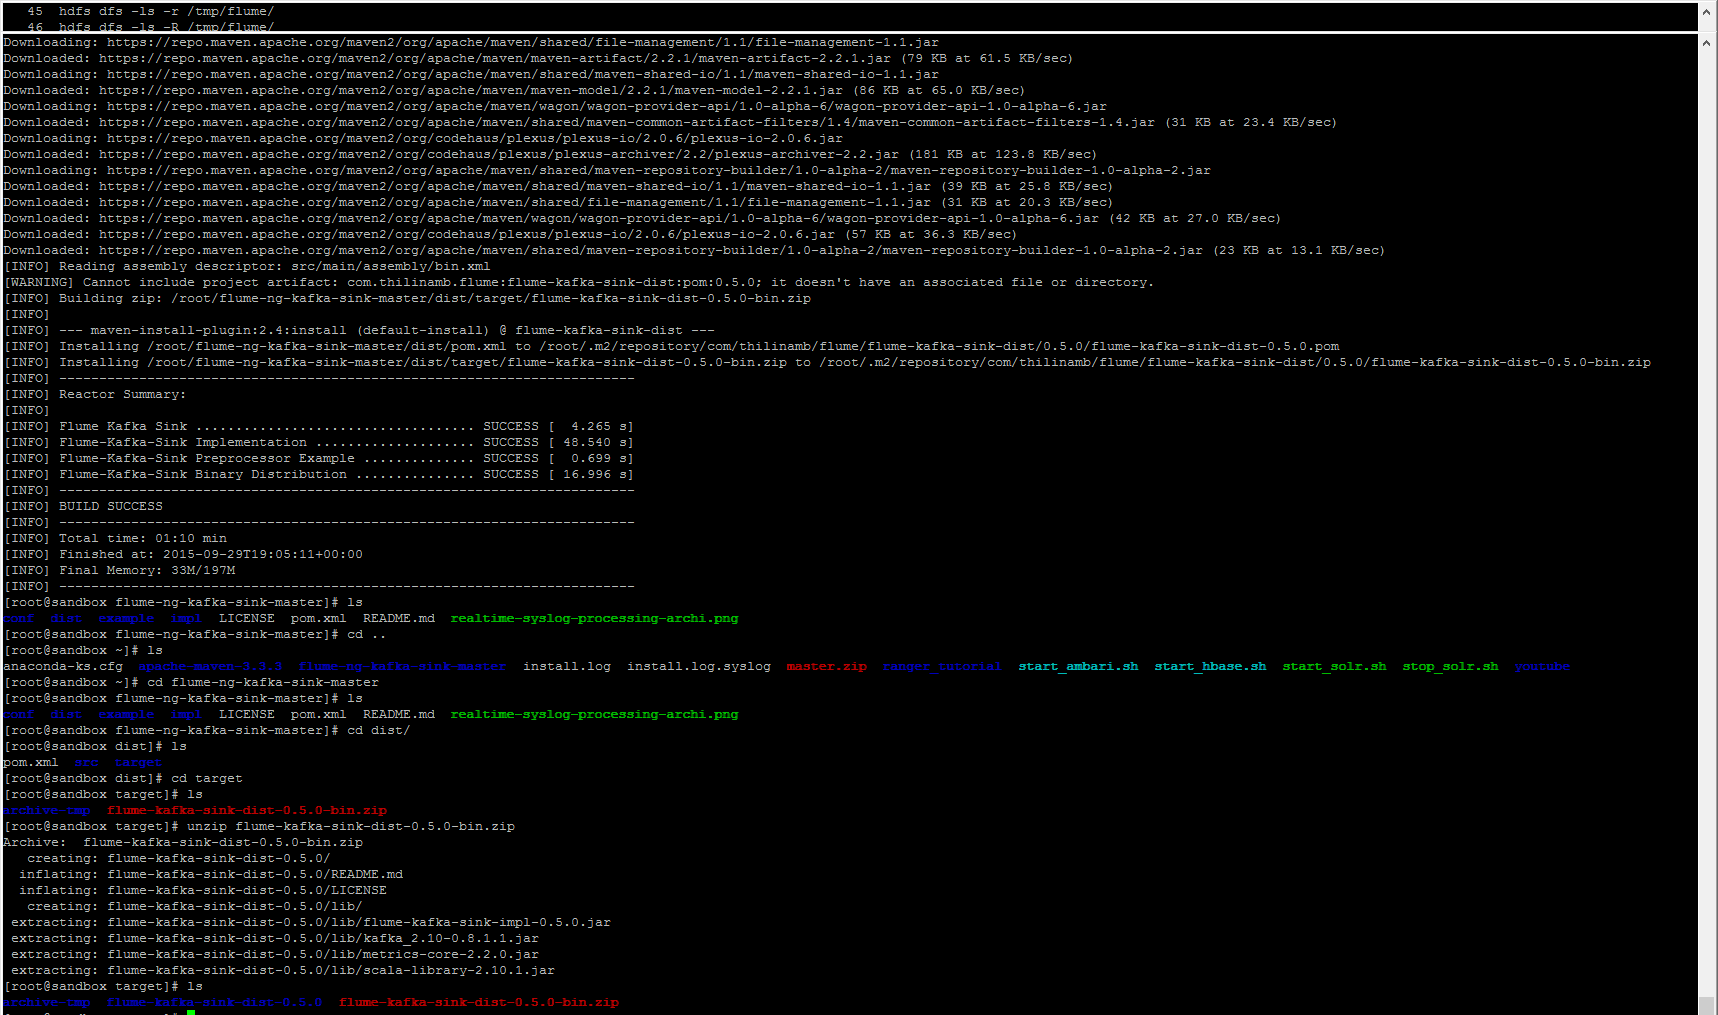 45  hdfs dfs -ls -r /tmp/flume/
46  hdfs dfs -ls -R /tmp/flume/
Downloading: https://repo.maven.apache.org/maven2/org/apache/maven/shared/file-management/1.1/file-management-1.1.jar
Downloaded: https://repo.maven.apache.org/maven2/org/apache/maven/maven-artifact/2.2.1/maven-artifact-2.2.1.jar (79 KB at 61.5 KB/sec)
Downloading: https://repo.maven.apache.org/maven2/org/apache/maven/shared/maven-shared-io/1.1/maven-shared-io-1.1.jar
Downloaded: https://repo.maven.apache.org/maven2/org/apache/maven/maven-model/2.2.1/maven-model-2.2.1.jar (86 KB at 65.0 KB/sec)
Downloading: https://repo.maven.apache.org/maven2/org/apache/maven/wagon/wagon-provider-api/1.0-alpha-6/wagon-provider-api-1.0-alpha-6.jar
Downloaded: https://repo.maven.apache.org/maven2/org/apache/maven/shared/maven-common-artifact-filters/1.4/maven-common-artifact-filters-1.4.jar (31 KB at 23.4 KB/sec)
Downloading: https://repo.maven.apache.org/maven2/org/codehaus/plexus/plexus-io/2.0.6/plexus-io-2.0.6.jar
Downloaded: https://repo.maven.apache.org/maven2/org/codehaus/plexus/plexus-archiver/2.2/plexus-archiver-2.2.jar (181 KB at 123.8 KB/sec)
Downloading: https://repo.maven.apache.org/maven2/org/apache/maven/shared/maven-repository-builder/1.0-alpha-2/maven-repository-builder-1.0-alpha-2.jar
Downloaded: https://repo.maven.apache.org/maven2/org/apache/maven/shared/maven-shared-io/1.1/maven-shared-io-1.1.jar (39 KB at 25.8 KB/sec)
Downloaded: https://repo.maven.apache.org/maven2/org/apache/maven/shared/file-management/1.1/file-management-1.1.jar (31 KB at 20.3 KB/sec)
Downloaded: https://repo.maven.apache.org/maven2/org/apache/maven/wagon/wagon-provider-api/1.0-alpha-6/wagon-provider-api-1.0-alpha-6.jar (42 KB at 27.0 KB/sec)
Downloaded: https://repo.maven.apache.org/maven2/org/codehaus/plexus/plexus-io/2.0.6/plexus-io-2.0.6.jar (57 KB at 36.3 KB/sec)
Downloaded: https://repo.maven.apache.org/maven2/org/apache/maven/shared/maven-repository-builder/1.0-alpha-2/maven-repository-builder-1.0-alpha-2.jar (23 KB at 13.1 KB/sec)
[INFO] Reading assembly descriptor: src/main/assembly/bin.xml
[WARNING] Cannot include project artifact: com.thilinamb.flume:flume-kafka-sink-dist:pom:0.5.0; it doesn't have an associated file or directory.
[INFO] Building zip: /root/flume-ng-kafka-sink-master/dist/target/flume-kafka-sink-dist-0.5.0-bin.zip
[INFO]
[INFO] --- maven-install-plugin:2.4:install (default-install) @ flume-kafka-sink-dist ---
[INFO] Installing /root/flume-ng-kafka-sink-master/dist/pom.xml to /root/.m2/repository/com/thilinamb/flume/flume-kafka-sink-dist/0.5.0/flume-kafka-sink-dist-0.5.0.pom
[INFO] Installing /root/flume-ng-kafka-sink-master/dist/target/flume-kafka-sink-dist-0.5.0-bin.zip to /root/.m2/repository/com/thilinamb/flume/flume-kafka-sink-dist/0.5.0/flume-kafka-sink-dist-0.5.0-bin.zip
[INFO] ------------------------------------------------------------------------
[INFO] Reactor Summary:
[INFO]
[INFO] Flume Kafka Sink ................................... SUCCESS [  4.265 s]
[INFO] Flume-Kafka-Sink Implementation .................... SUCCESS [ 48.540 s]
[INFO] Flume-Kafka-Sink Preprocessor Example .............. SUCCESS [  0.699 s]
[INFO] Flume-Kafka-Sink Binary Distribution ............... SUCCESS [ 16.996 s]
[INFO] ------------------------------------------------------------------------
[INFO] BUILD SUCCESS
[INFO] ------------------------------------------------------------------------
[INFO] Total time: 01:10 min
[INFO] Finished at: 2015-09-29T19:05:11+00:00
[INFO] Final Memory: 33M/197M
[INFO] ------------------------------------------------------------------------
[root@sandbox flume-ng-kafka-sink-master]# ls
conf  dist  example  impl  LICENSE  pom.xml  README.md  realtime-syslog-processing-archi.png
[root@sandbox flume-ng-kafka-sink-master]# cd ..
[root@sandbox ~]# ls
anaconda-ks.cfg  apache-maven-3.3.3  flume-ng-kafka-sink-master  install.log  install.log.syslog  master.zip  ranger_tutorial  start_ambari.sh  start_hbase.sh  start_solr.sh  stop_solr.sh  youtube
[root@sandbox ~]# cd flume-ng-kafka-sink-master
[root@sandbox flume-ng-kafka-sink-master]# ls
conf  dist  example  impl  LICENSE  pom.xml  README.md  realtime-syslog-processing-archi.png
[root@sandbox flume-ng-kafka-sink-master]# cd dist/
[root@sandbox dist]# ls
pom.xml  src  target
[root@sandbox dist]# cd target
[root@sandbox target]# ls
archive-tmp  flume-kafka-sink-dist-0.5.0-bin.zip
[root@sandbox target]# unzip flume-kafka-sink-dist-0.5.0-bin.zip
Archive:  flume-kafka-sink-dist-0.5.0-bin.zip
creating: flume-kafka-sink-dist-0.5.0/
inflating: flume-kafka-sink-dist-0.5.0/README.md
inflating: flume-kafka-sink-dist-0.5.0/LICENSE
creating: flume-kafka-sink-dist-0.5.0/lib/
extracting: flume-kafka-sink-dist-0.5.0/lib/flume-kafka-sink-impl-0.5.0.jar
extracting: flume-kafka-sink-dist-0.5.0/lib/kafka_2.10-0.8.1.1.jar
extracting: flume-kafka-sink-dist-0.5.0/lib/metrics-core-2.2.0.jar
extracting: flume-kafka-sink-dist-0.5.0/lib/scala-library-2.10.1.jar
[root@sandbox target]# ls
archive-tmp  flume-kafka-sink-dist-0.5.0  flume-kafka-sink-dist-0.5.0-bin.zip